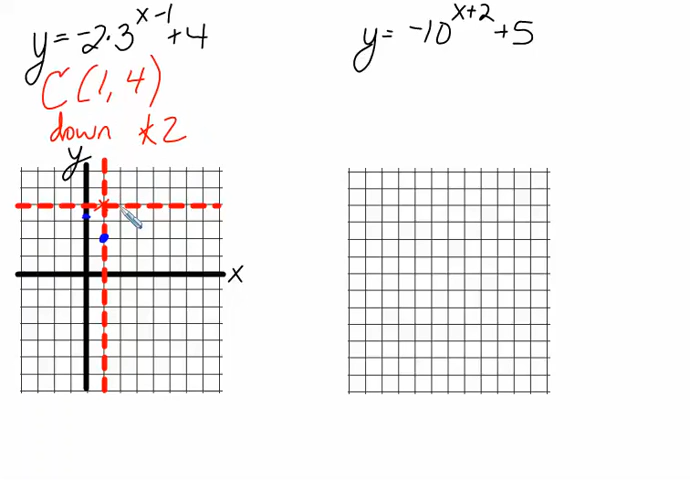 y = -2·3^{x-1} + 4
C (1, 4)
down *2
y
x
y = -10^{x+2} + 5